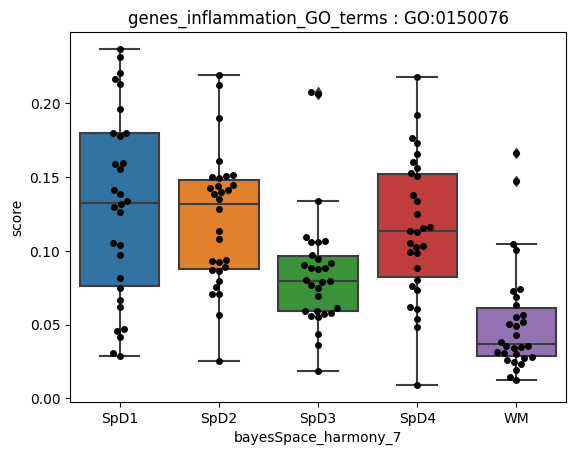 genes_inflammation_GO_terms : GO:0150076
score
0.20
0.15
0.10
0.05
0.00
SpD1 SpD2 SpD3 SpD4 WM
bayesSpace_harmony_7